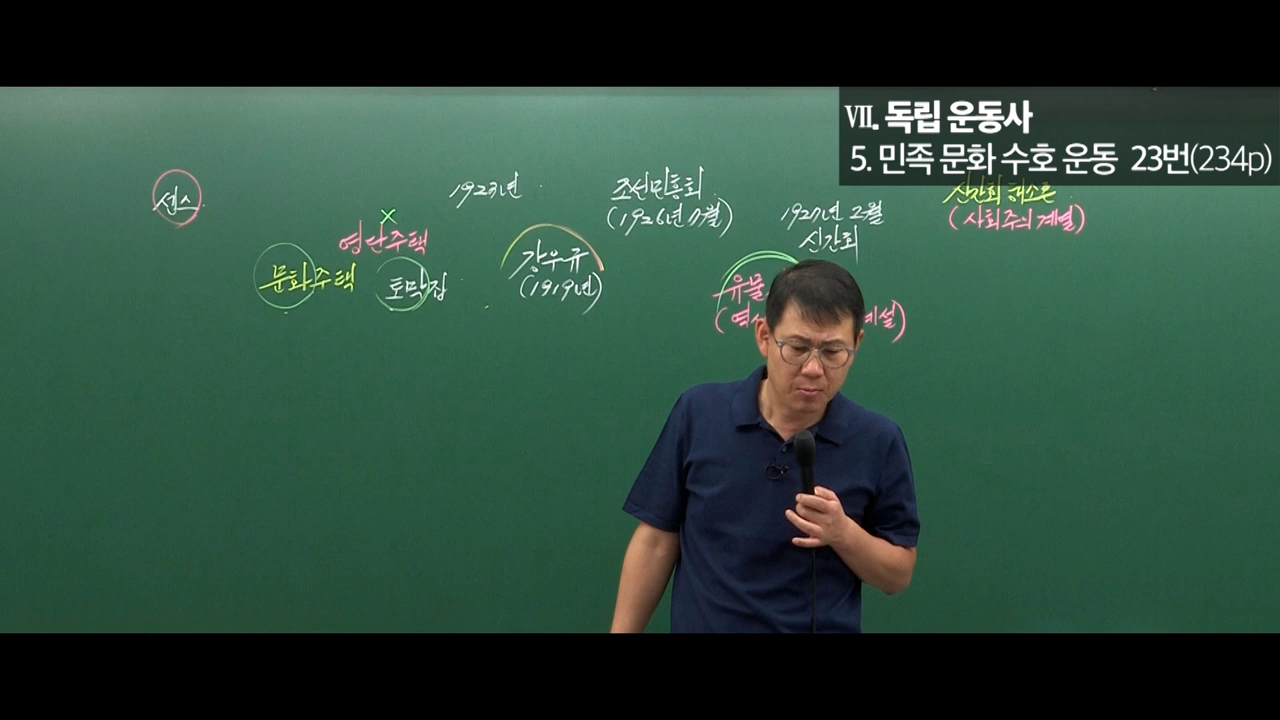 Ⅶ. 독립 운동사
5. 민족 문화 수호 운동 23번(234p)
센스
1923년
조선민흥회
(1926년 7월)
1927년 2월
신간회
신간회 해소론
(사회주의 계열)
×
영단주택
문화주택
토막집
강우규
(1919년)
유물